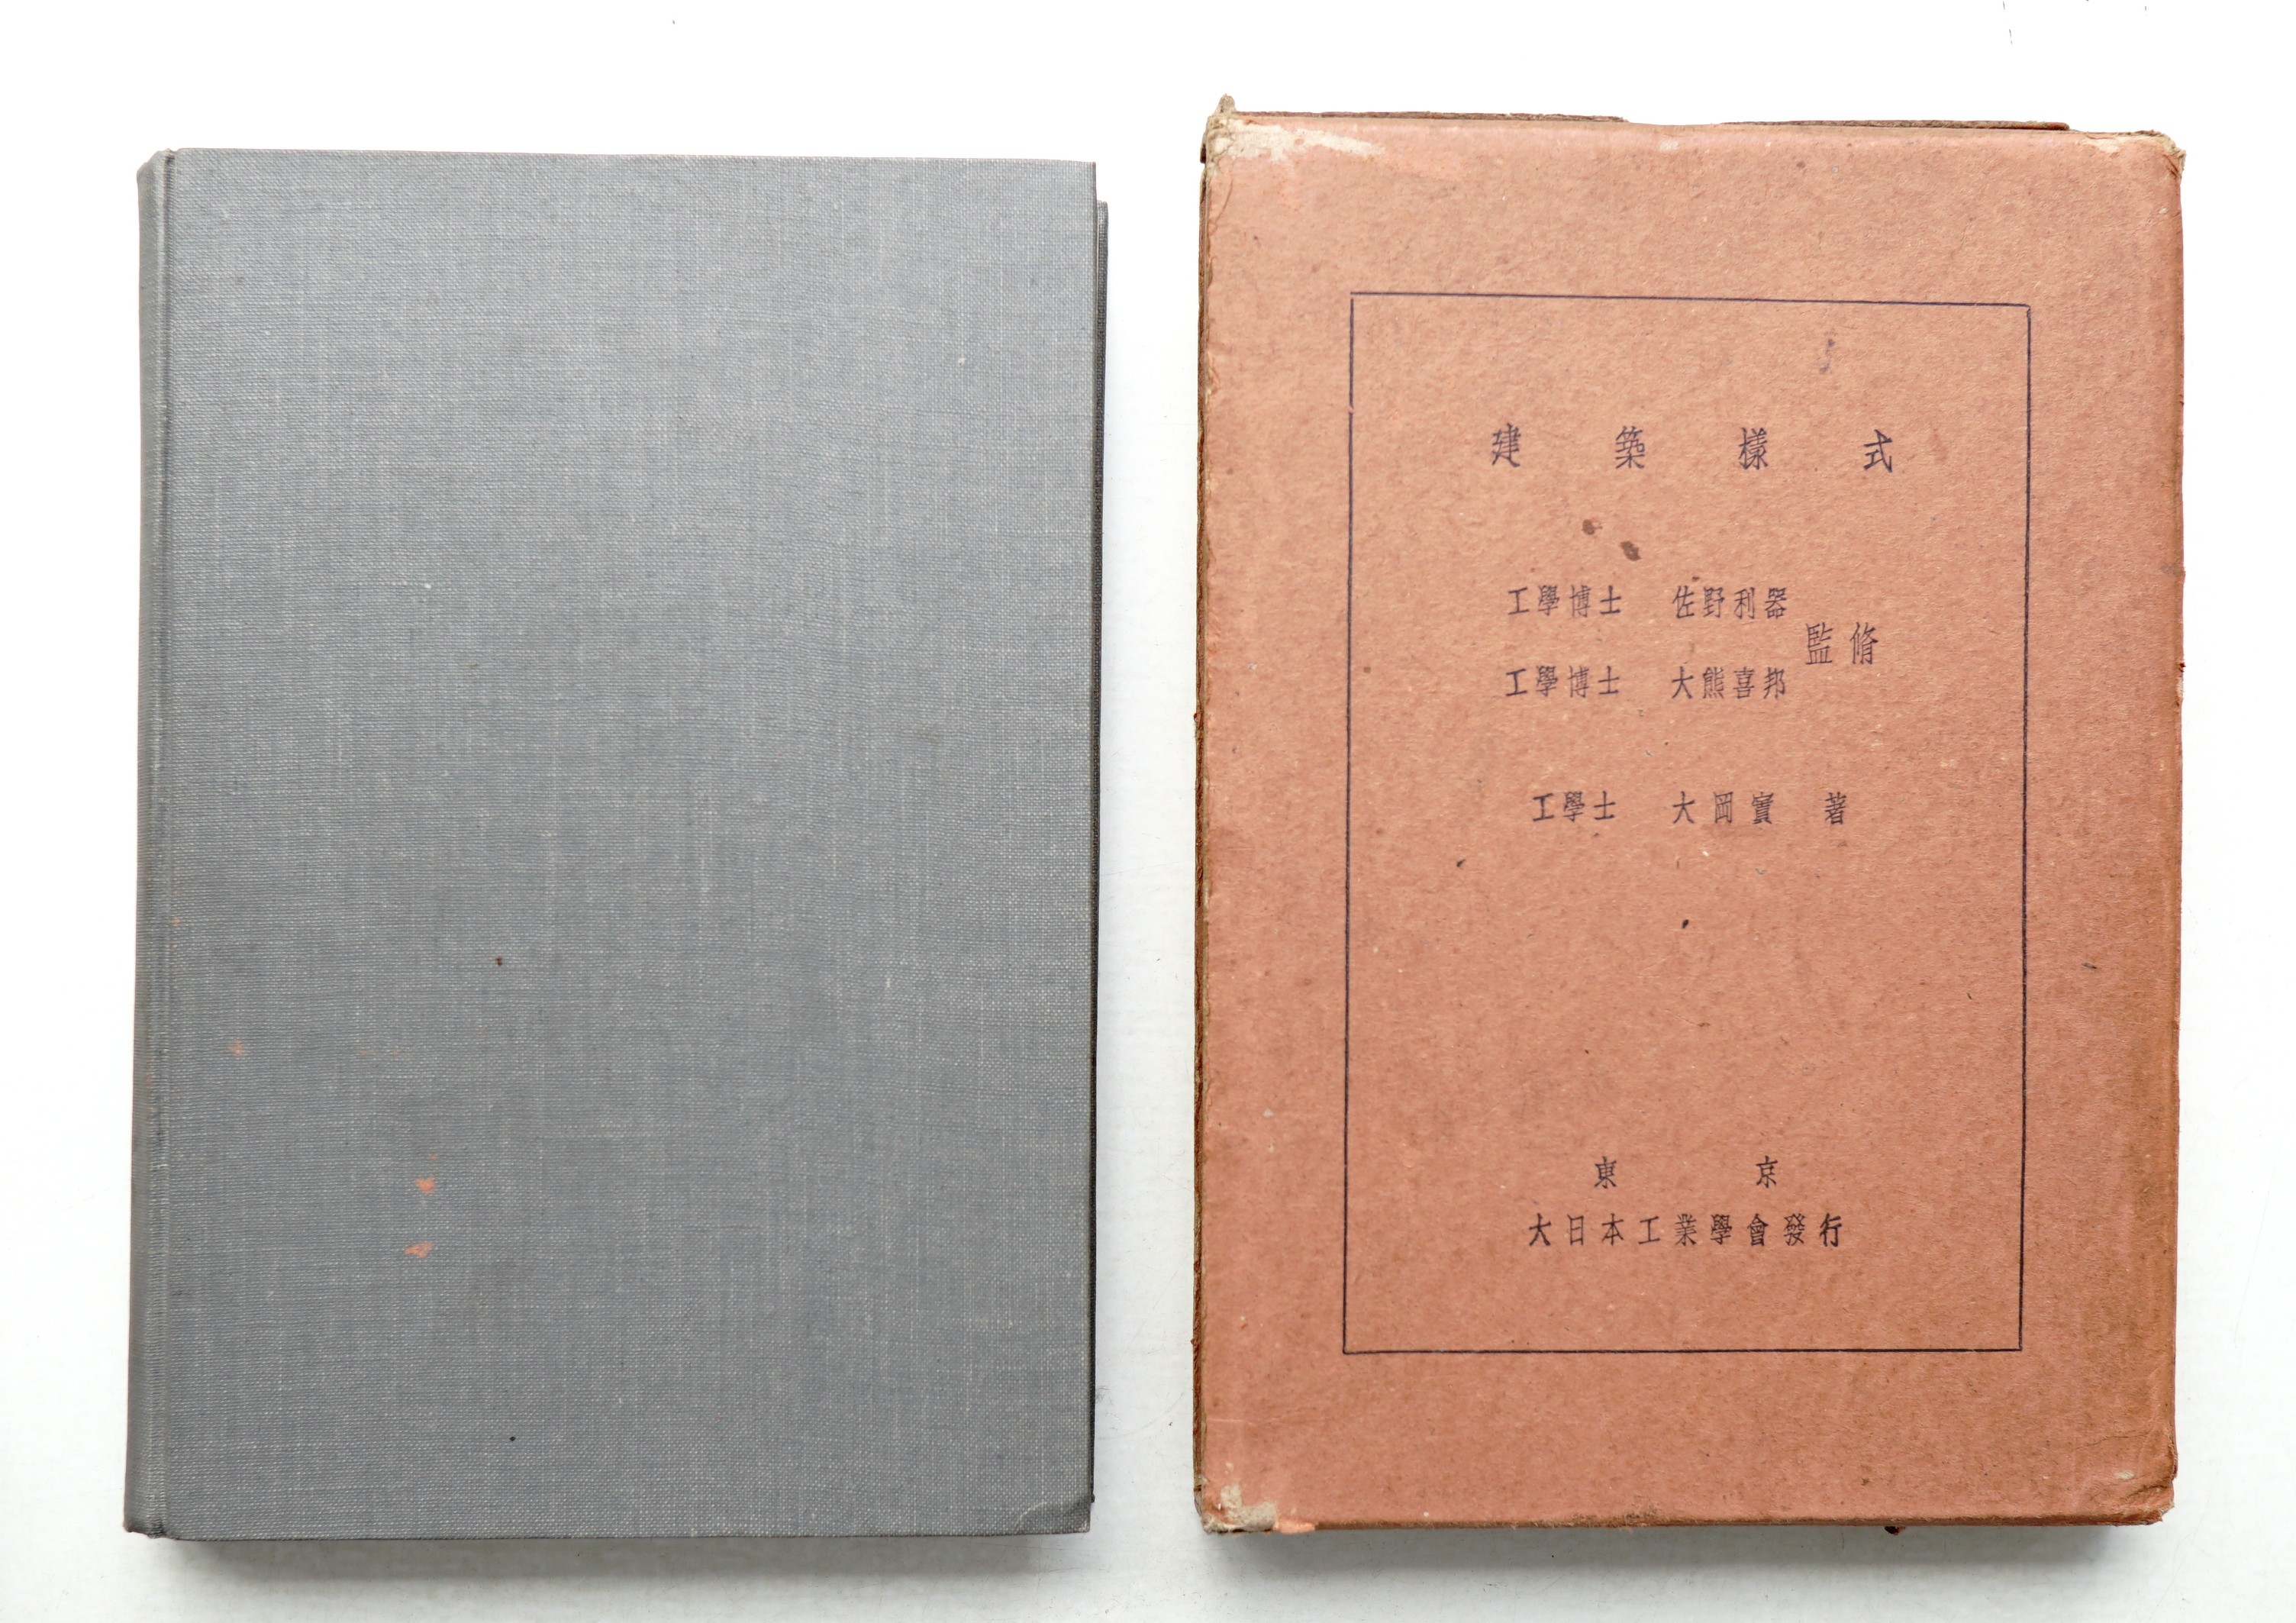 建築樣式
工學博士 佐野利器
監脩
工學博士 大熊喜邦
工學士 大岡實 著
東京
大日本工業學會發行